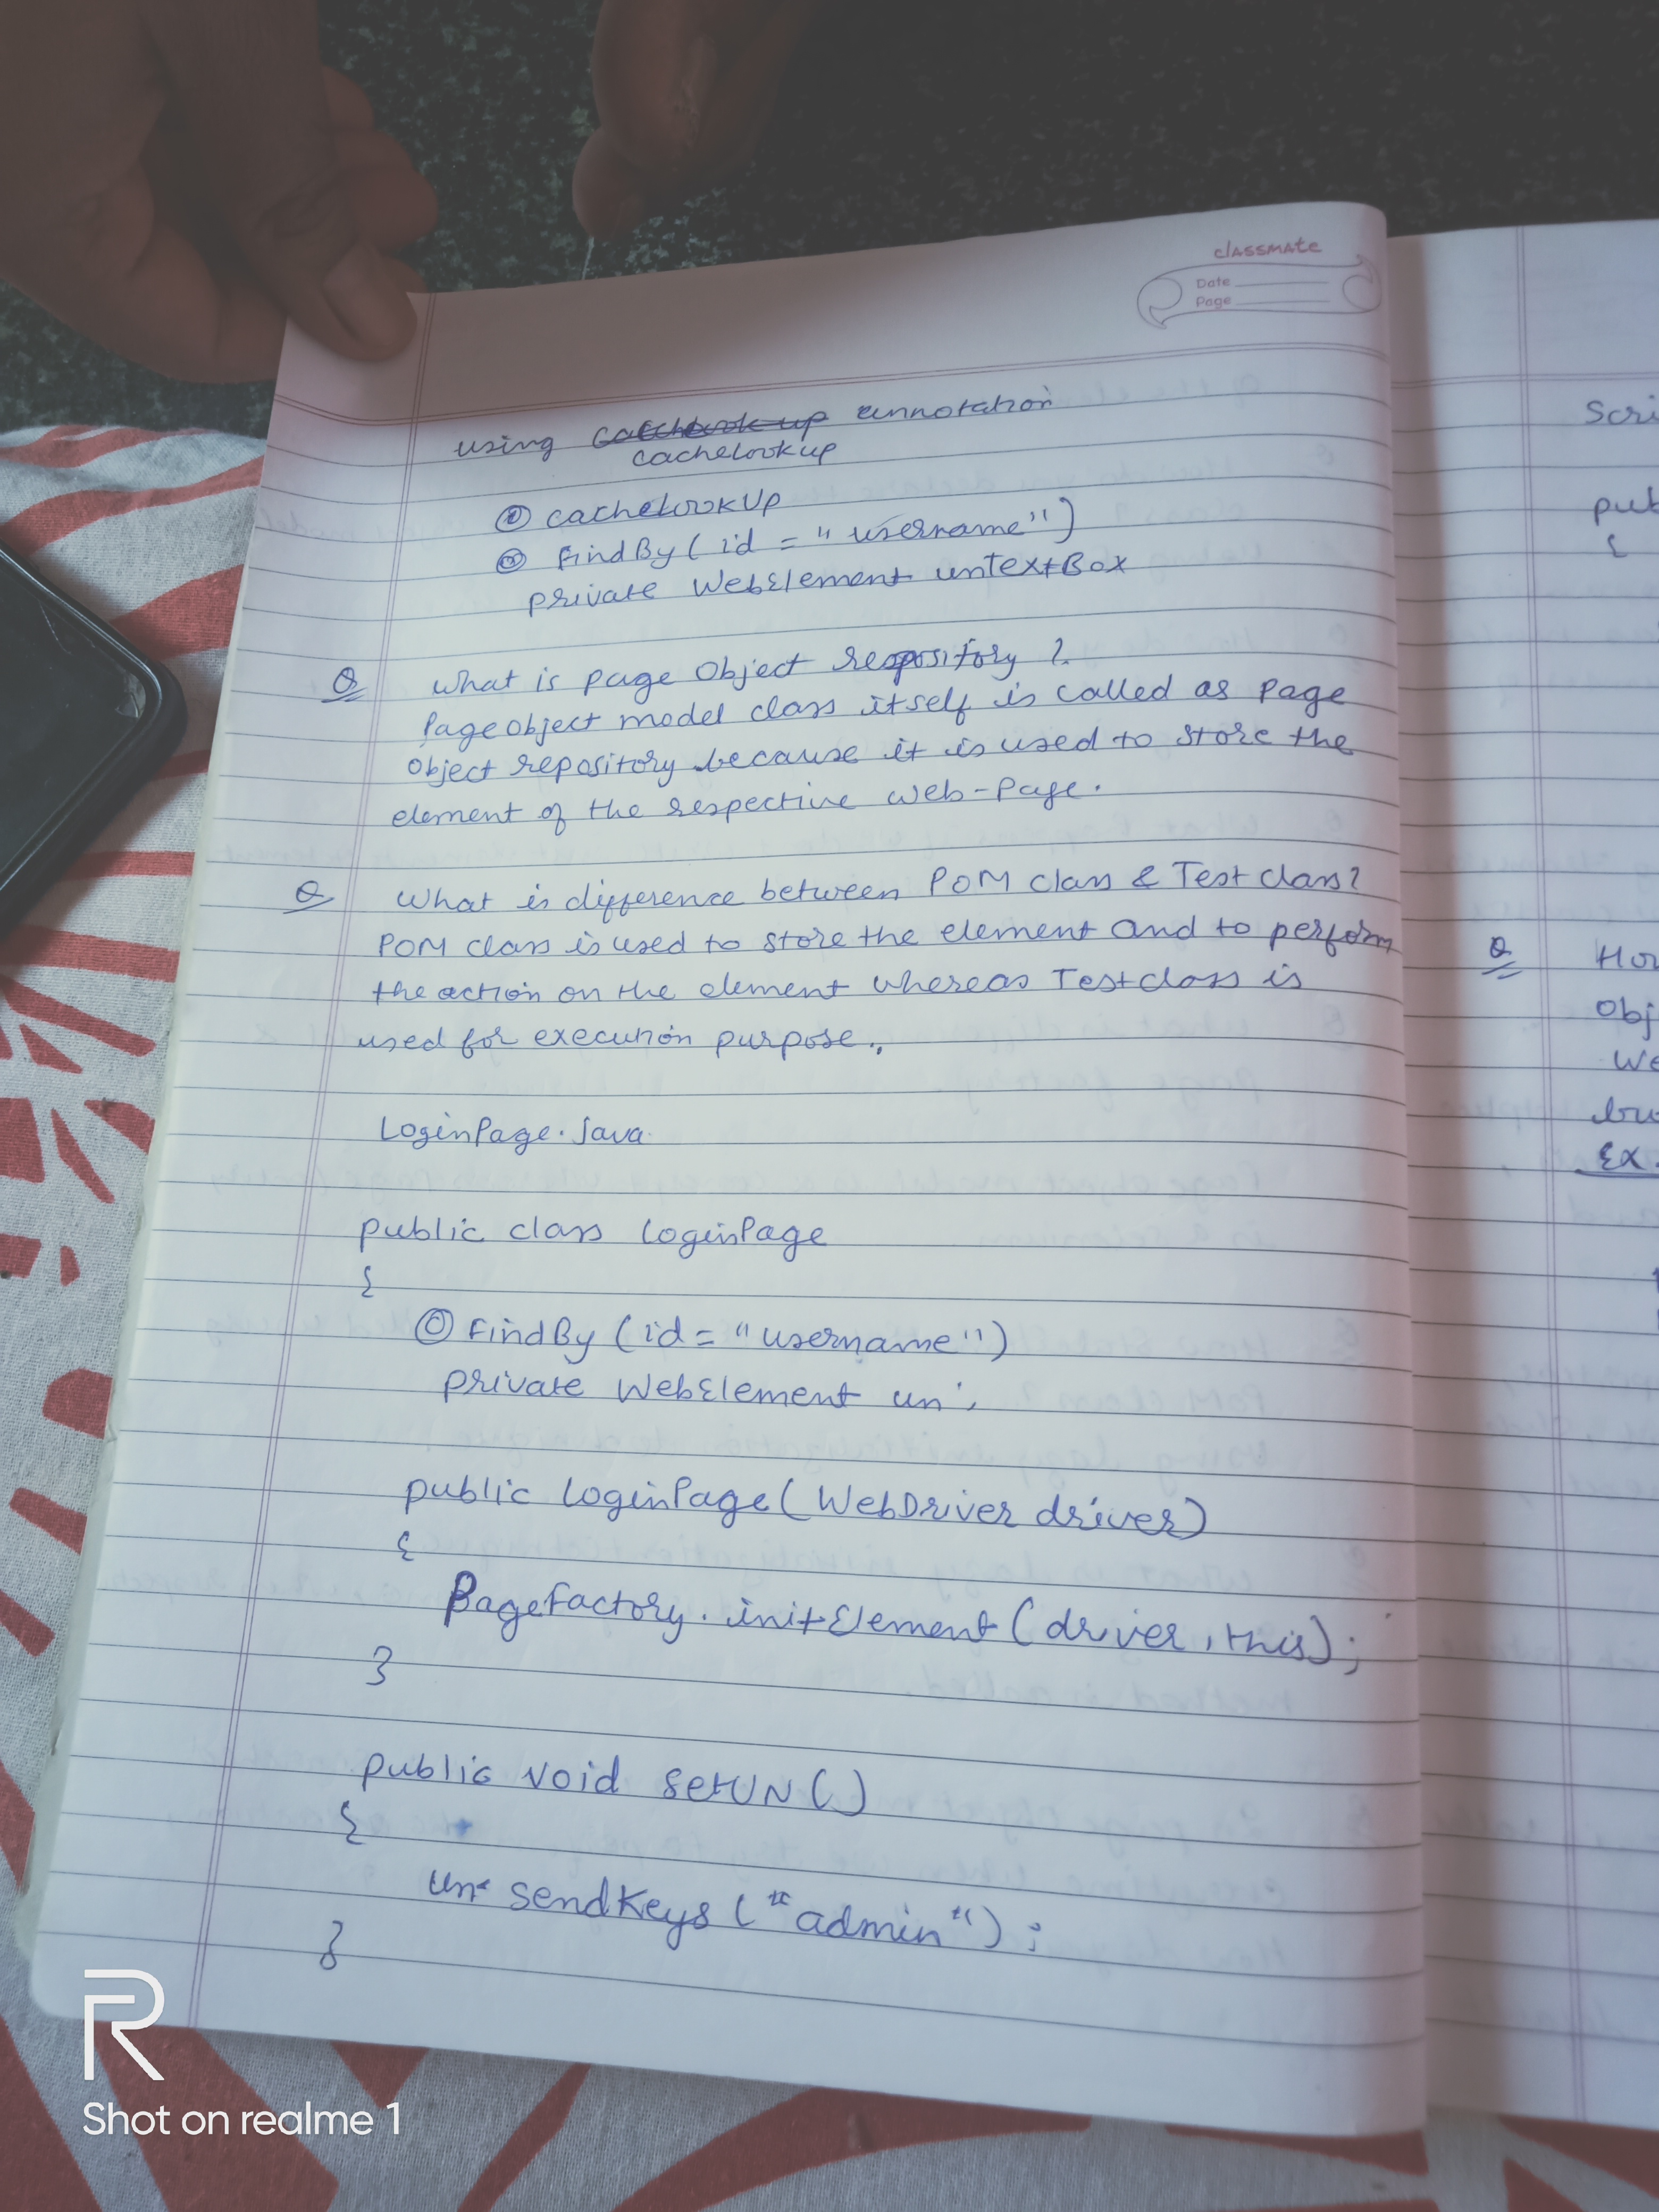 classmate
Date
Page
using Catchlook up annotation
cachelookup
@ cacheLookUp
@ FindBy ( id = "username")
private WebElement unTextBox
Q What is page Object repository ?
Page object model class itself is called as page
object repository because it is used to store the
element of the respective web-page.
Q What is difference between POM class & Test class?
POM class is used to store the element and to perform
the action on the element whereas Test class is
used for execution purpose.
LoginPage.java
public class LoginPage
{
@ FindBy (id = "username")
private WebElement un;
public LoginPage( WebDriver driver)
{
PageFactory.initElement (driver, this);
}
public void setUN()
{
un. sendKeys ("admin");
}
Scri
pub
{
Q Ho
Obj
We
Ex.
R
Shot on realme 1